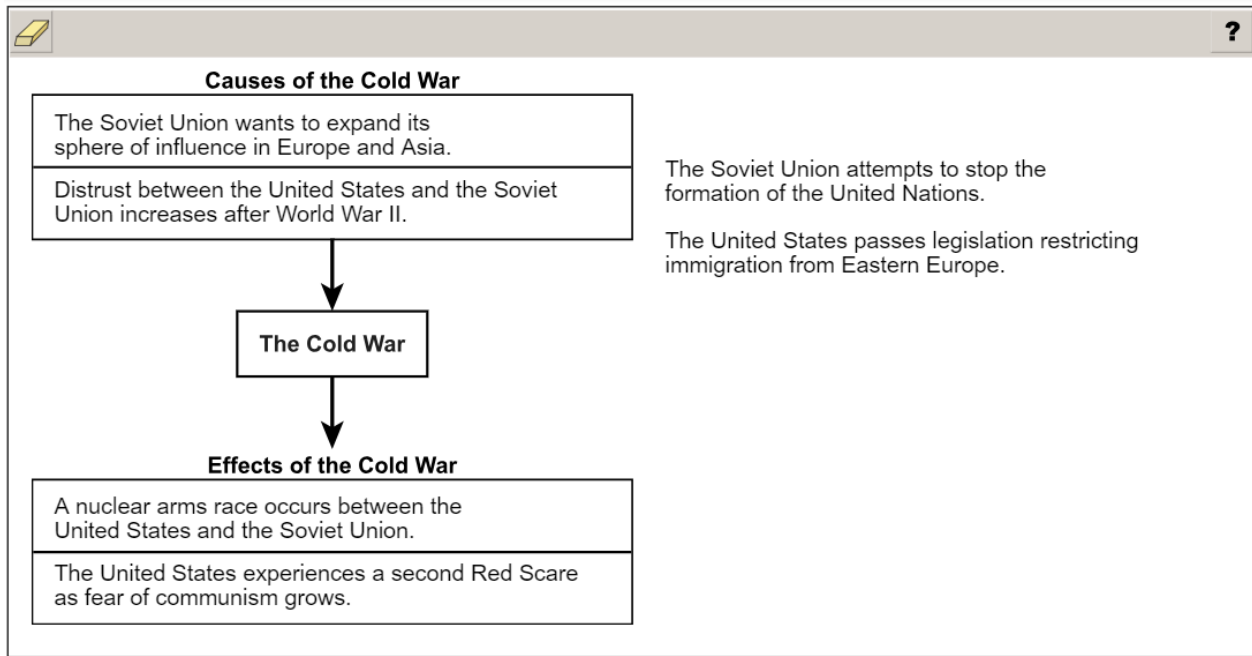 ?
Causes of the Cold War
The Soviet Union wants to expand its
sphere of influence in Europe and Asia.
Distrust between the United States and the Soviet
Union increases after World War II.
The Cold War
Effects of the Cold War
A nuclear arms race occurs between the
United States and the Soviet Union.
The United States experiences a second Red Scare
as fear of communism grows.
The Soviet Union attempts to stop the
formation of the United Nations.
The United States passes legislation restricting
immigration from Eastern Europe.